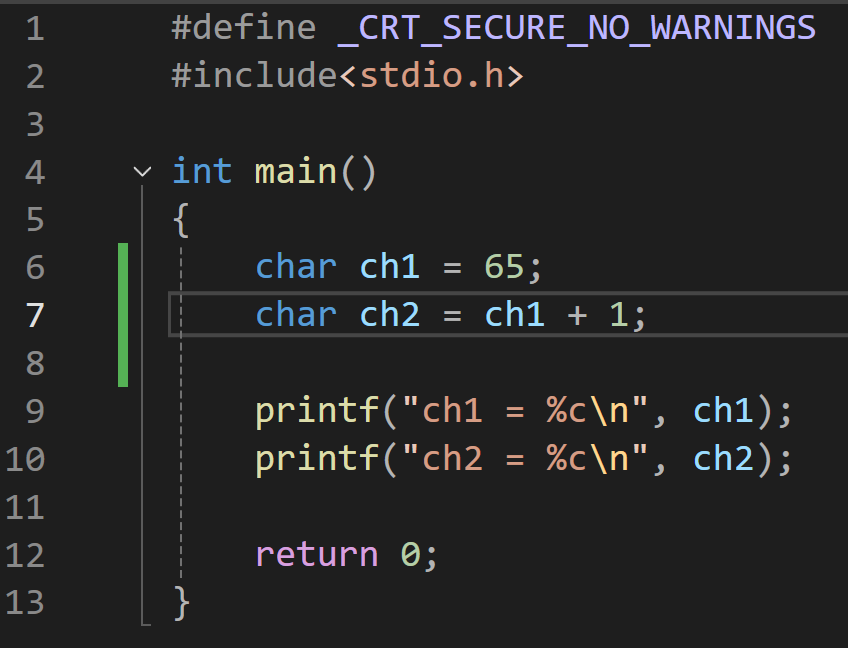 1 #define _CRT_SECURE_NO_WARNINGS
2 #include<stdio.h>
3
4 int main()
5 {
6 char ch1 = 65;
7 char ch2 = ch1 + 1;
8
9 printf("ch1 = %c\n", ch1);
10 printf("ch2 = %c\n", ch2);
11
12 return 0;
13 }